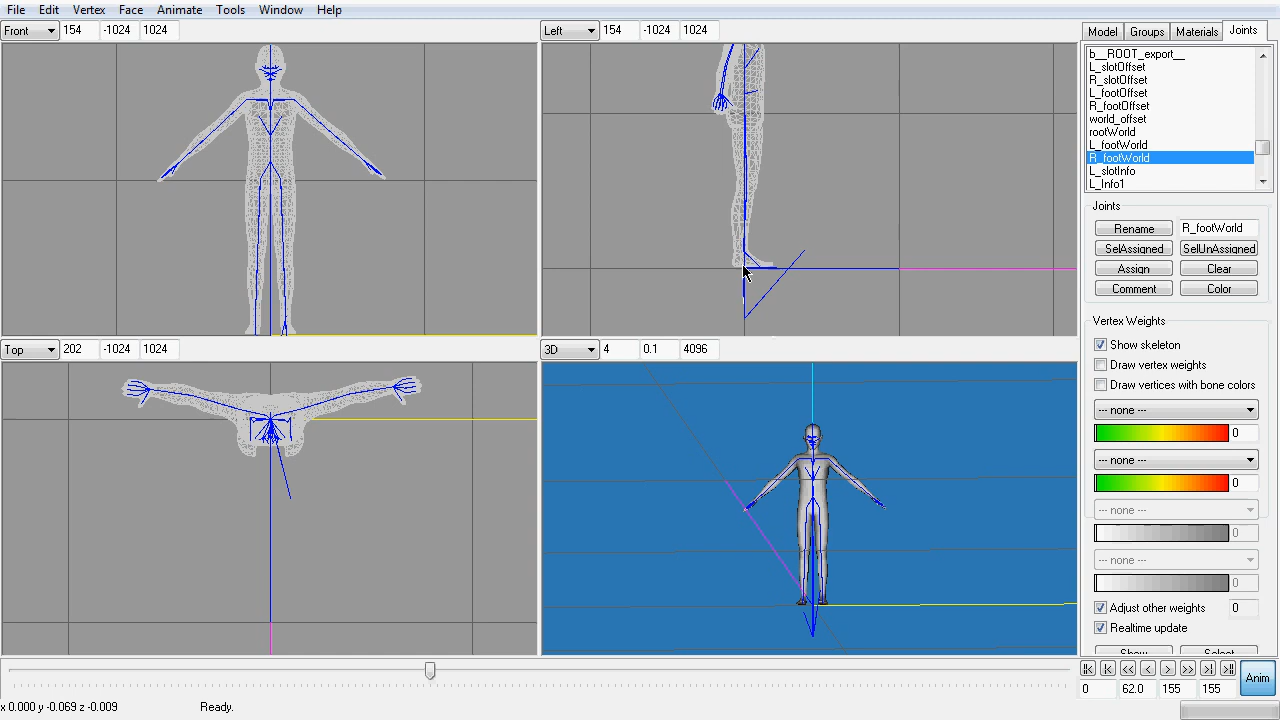 File Edit Vertex Face Animate Tools Window Help
Front 154 -1024 1024
Left 154 -1024 1024
Model Groups Materials Joints
b__ROOT_export__
L_slotOffset
R_slotOffset
L_footOffset
R_footOffset
world_offset
rootWorld
L_footWorld
R_footWorld
L_slotInfo
L_Info1
Joints
Rename R_footWorld
SelAssigned SelUnAssigned
Assign Clear
Comment Color
Vertex Weights
Show skeleton
Draw vertex weights
Draw vertices with bone colors
--- none ---
0
--- none ---
0
--- none ---
0
--- none ---
0
Adjust other weights 0
Realtime update
Show Select
Top 202 -1024 1024
3D 4 0.1 4096
0 62.0 155 155 Anim
x 0.000 y -0.069 z -0.003 Ready.